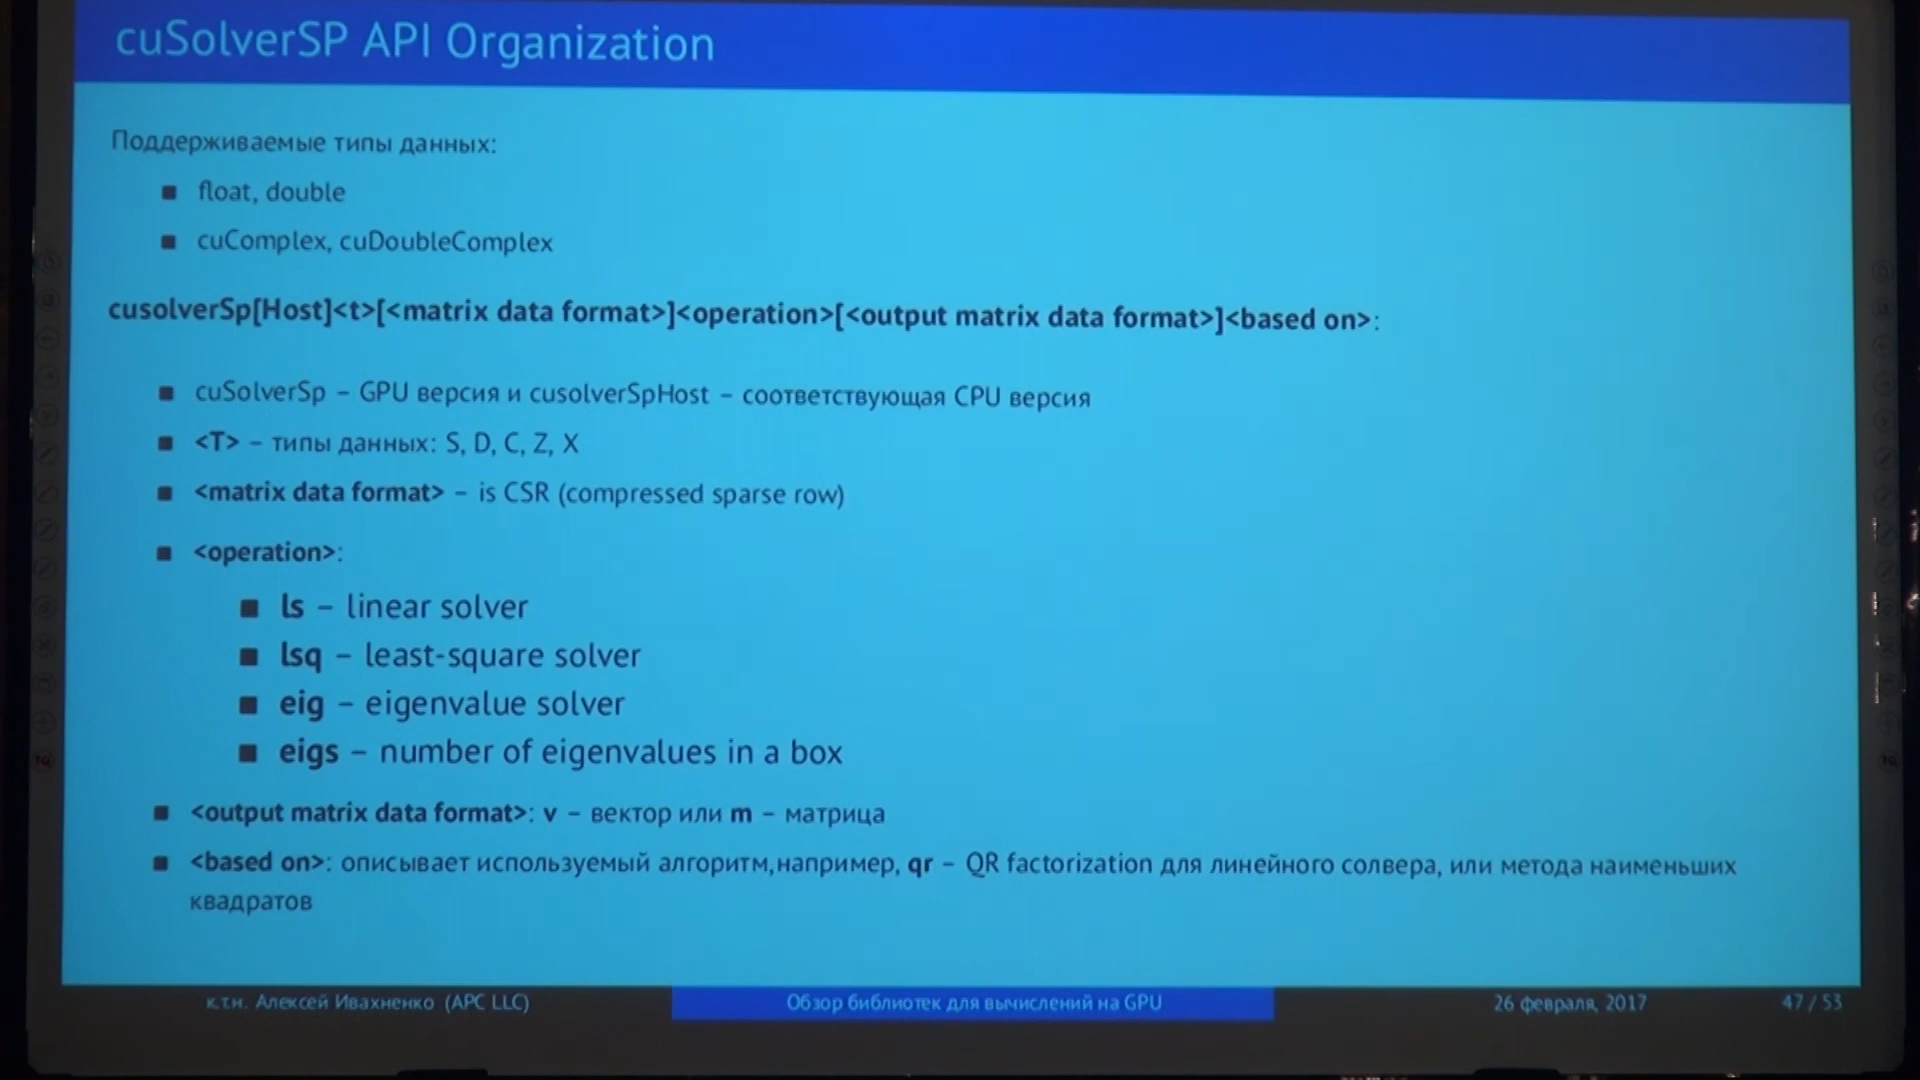 cuSolverSP API Organization
Поддерживаемые типы данных:
float, double
cuComplex, cuDoubleComplex
cusolverSp[Host]<t>[<matrix data format>]<operation>[<output matrix data format>]<based on>:
cuSolverSp – GPU версия и cusolverSpHost – соответствующая CPU версия
<T> – типы данных: S, D, C, Z, X
<matrix data format> – is CSR (compressed sparse row)
<operation>:
ls – linear solver
lsq – least-square solver
eig – eigenvalue solver
eigs – number of eigenvalues in a box
<output matrix data format>: v – вектор или m – матрица
<based on>: описывает используемый алгоритм,например, qr – QR factorization для линейного солвера, или метода наименьших
квадратов
к.т.н. Алексей Ивахненко (APC LLC)
Обзор библиотек для вычислений на GPU
26 февраля, 2017
47 / 53